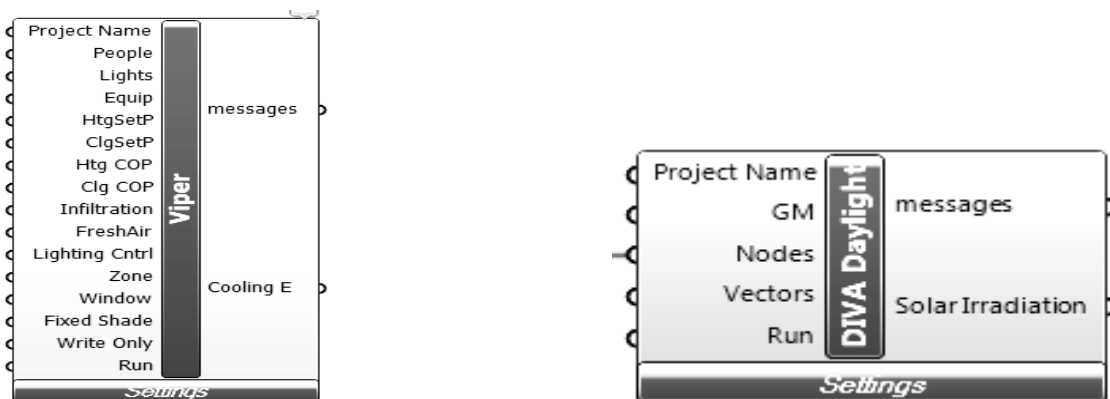 Project Name
People
Lights
Equip
HtgSetP
ClgSetP
Htg COP
Clg COP
Infiltration
FreshAir
Lighting Cntrl
Zone
Window
Fixed Shade
Write Only
Run
Viper
messages
Cooling E
Settings
Project Name
GM
Nodes
Vectors
Run
DIVA Daylight
messages
Solar Irradiation
Settings